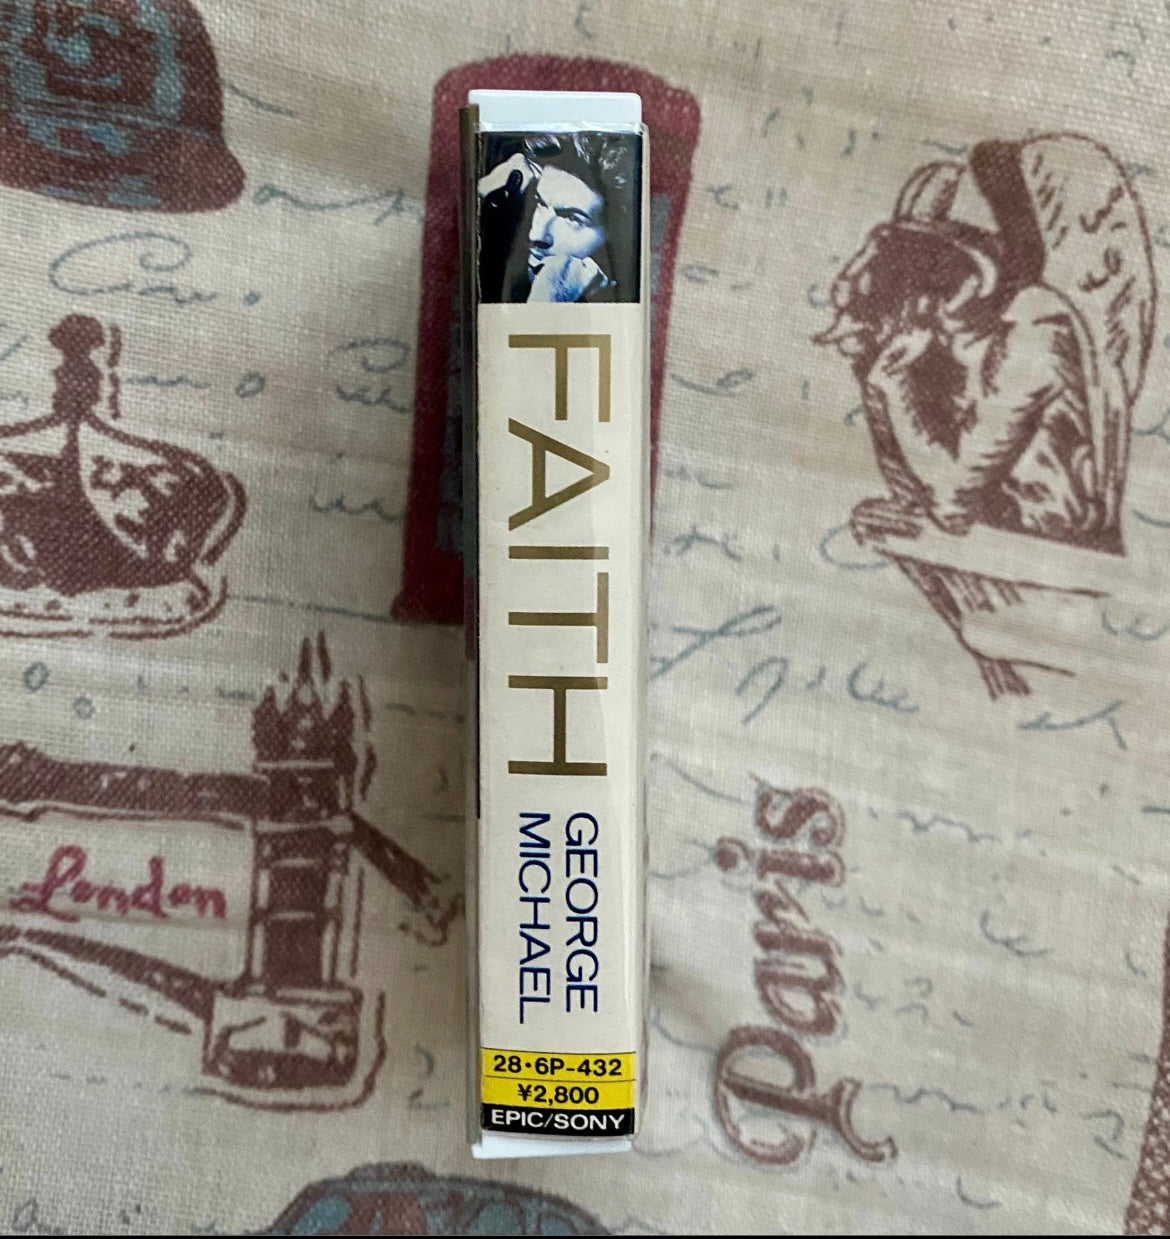 FAITH
GEORGE
MICHAEL
28・6P-432
¥2,800
EPIC/SONY
London
Paris